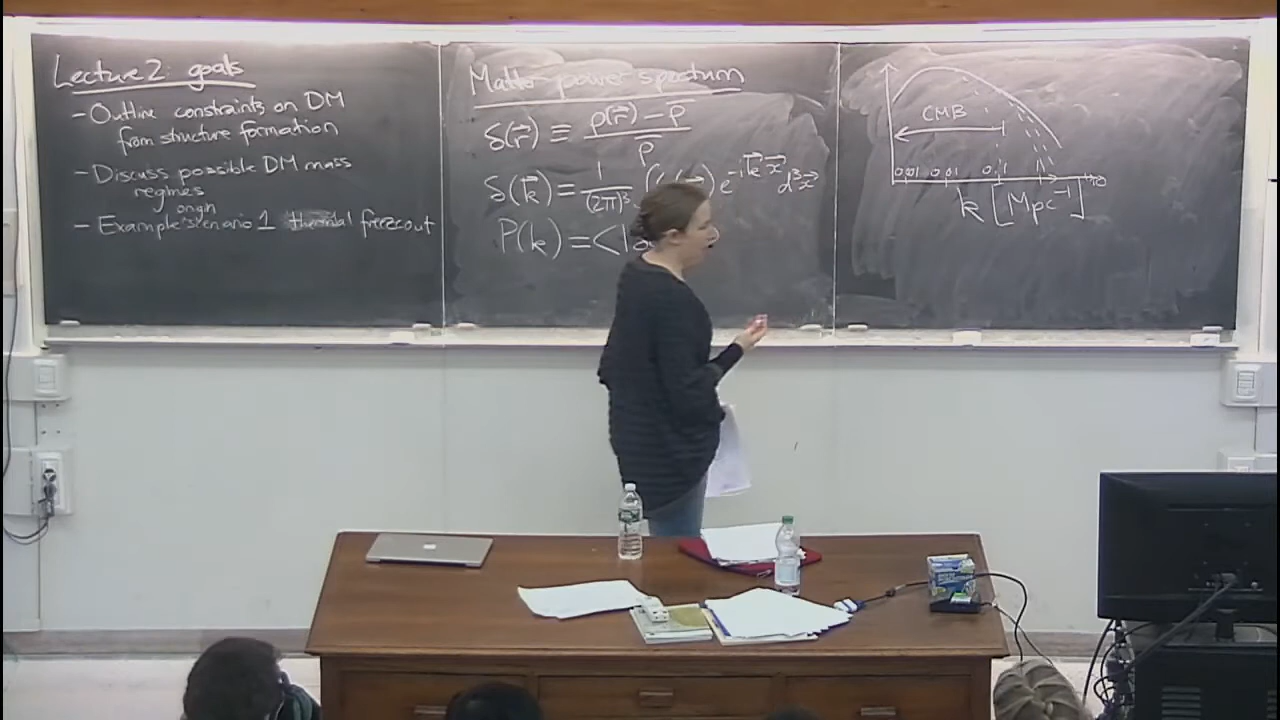 Lecture 2: goals
- Outline constraints on DM
from structure formation
- Discuss possible DM mass
regimes
origin
- Example scenario 1 thermal freezeout
Matter power spectrum
δ(r⃗) ≡ ρ(r⃗) - ρ̄ / ρ̄
δ(k⃗) = 1/(2π)³ ∫ e^{-ik⃗x⃗} d³x⃗
P(k) = <|δ
CMB
0.001 0.01 0.1 10
k [Mpc⁻¹]